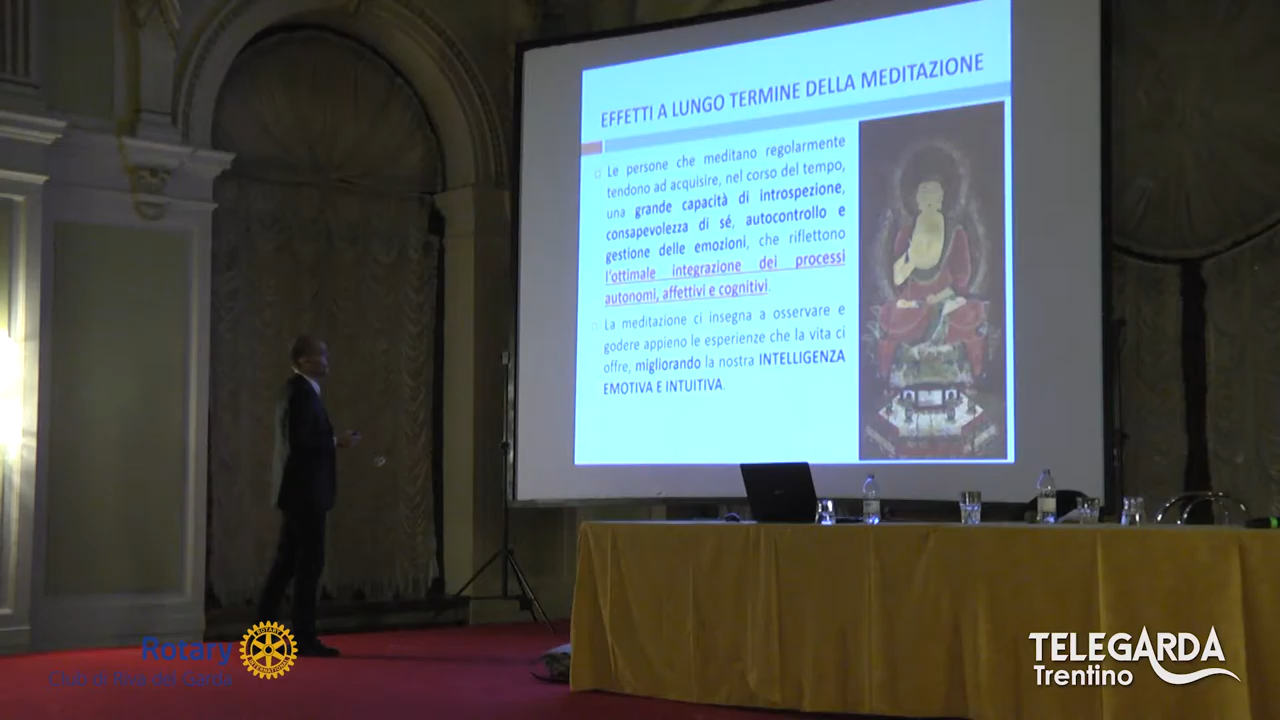 EFFETTI A LUNGO TERMINE DELLA MEDITAZIONE
Le persone che meditano regolarmente
tendono ad acquisire, nel corso del tempo,
una grande capacità di introspezione,
consapevolezza di sé, autocontrollo e
gestione delle emozioni, che riflettono
l'ottimale integrazione dei processi
autonomi, affettivi e cognitivi.
La meditazione ci insegna a osservare e
godere appieno le esperienze che la vita ci
offre, migliorando la nostra INTELLIGENZA
EMOTIVA E INTUITIVA.
Rotary
Club di Riva del Garda
ROTARY
INTERNATIONAL
TELEGARDA
Trentino